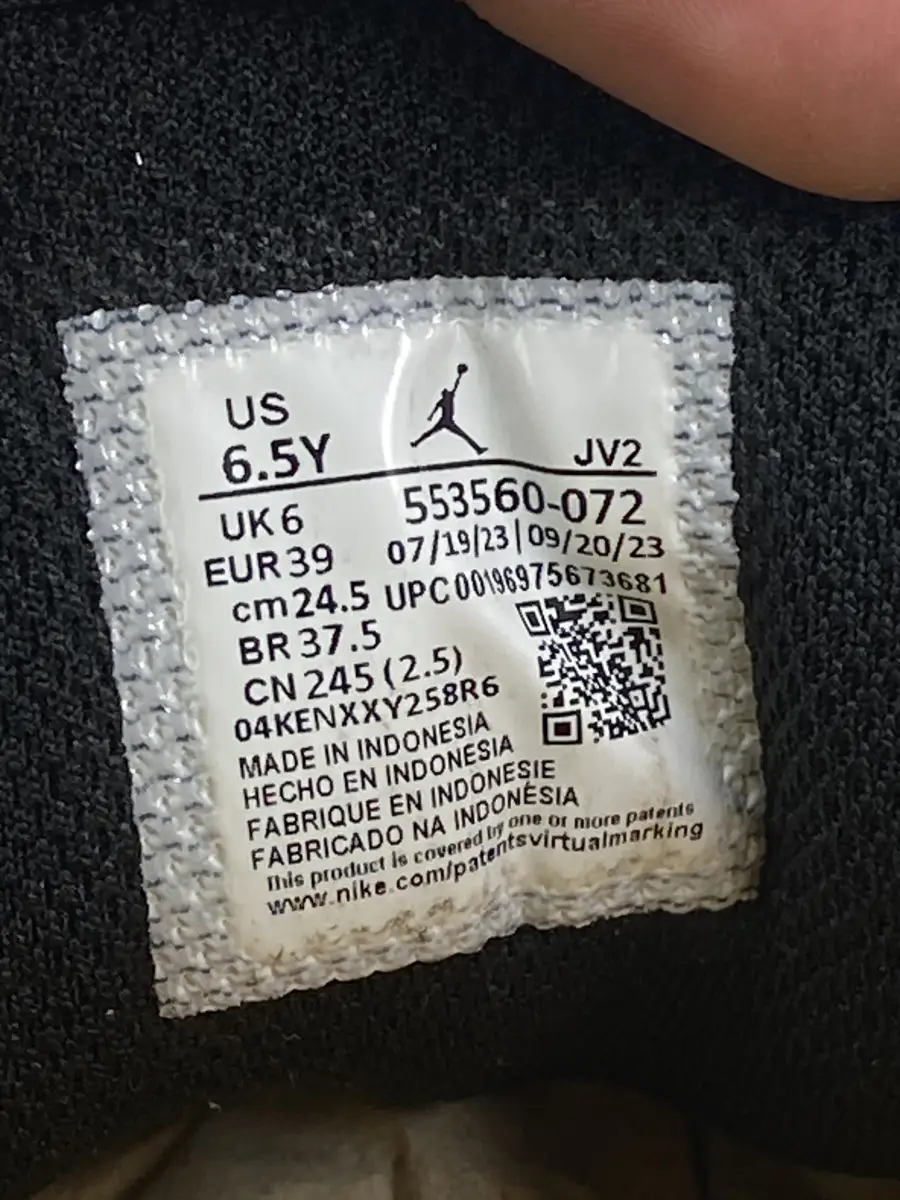 US
6.5Y
JV2
UK 6
553560-072
EUR 39
07/19/23 | 09/20/23
cm 24.5
UPC 00196975673681
BR 37.5
CN 245 (2.5)
04KENXXY258R6
MADE IN INDONESIA
HECHO EN INDONESIA
FABRIQUE EN INDONESIE
FABRICADO NA INDONÉSIA
This product is covered by one or more patents
www.nike.com/patentsvirtualmarking